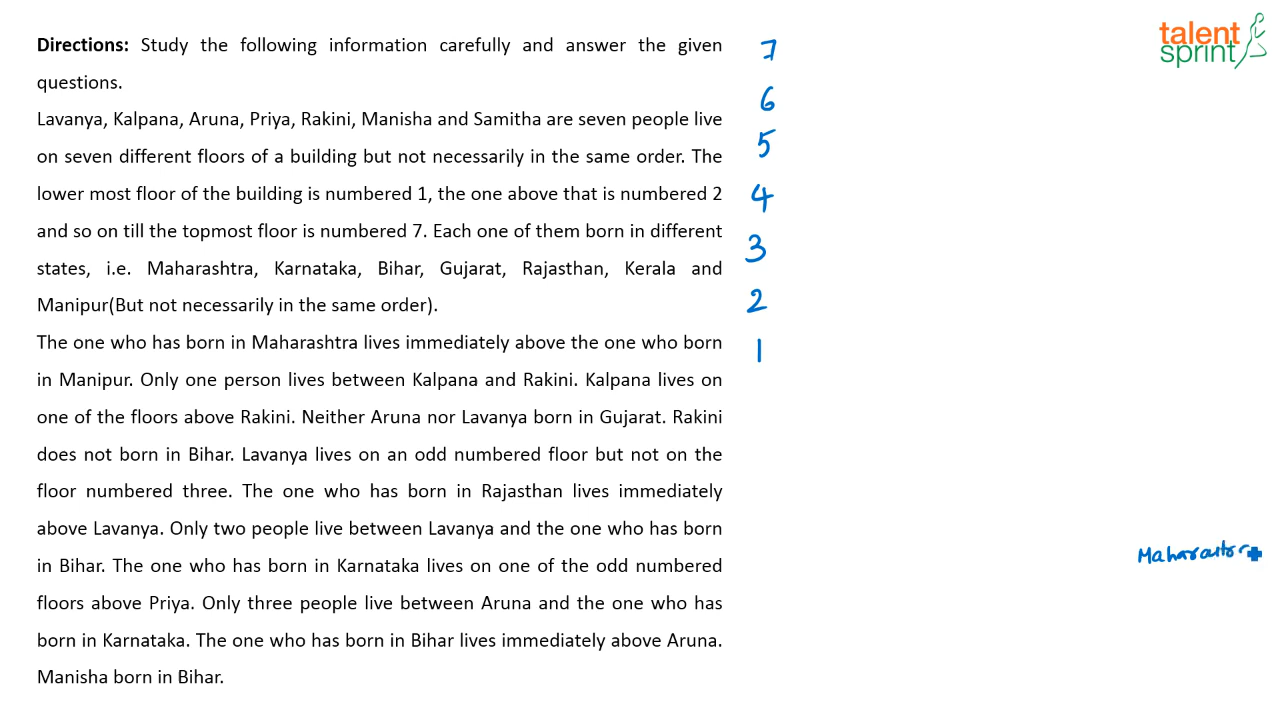 talent
sprint
Directions: Study the following information carefully and answer the given
questions.
Lavanya, Kalpana, Aruna, Priya, Rakini, Manisha and Samitha are seven people live
on seven different floors of a building but not necessarily in the same order. The
lower most floor of the building is numbered 1, the one above that is numbered 2
and so on till the topmost floor is numbered 7. Each one of them born in different
states, i.e. Maharashtra, Karnataka, Bihar, Gujarat, Rajasthan, Kerala and
Manipur(But not necessarily in the same order).
The one who has born in Maharashtra lives immediately above the one who born
in Manipur. Only one person lives between Kalpana and Rakini. Kalpana lives on
one of the floors above Rakini. Neither Aruna nor Lavanya born in Gujarat. Rakini
does not born in Bihar. Lavanya lives on an odd numbered floor but not on the
floor numbered three. The one who has born in Rajasthan lives immediately
above Lavanya. Only two people live between Lavanya and the one who has born
in Bihar. The one who has born in Karnataka lives on one of the odd numbered
floors above Priya. Only three people live between Aruna and the one who has
born in Karnataka. The one who has born in Bihar lives immediately above Aruna.
Manisha born in Bihar.
7
6
5
4
3
2
1